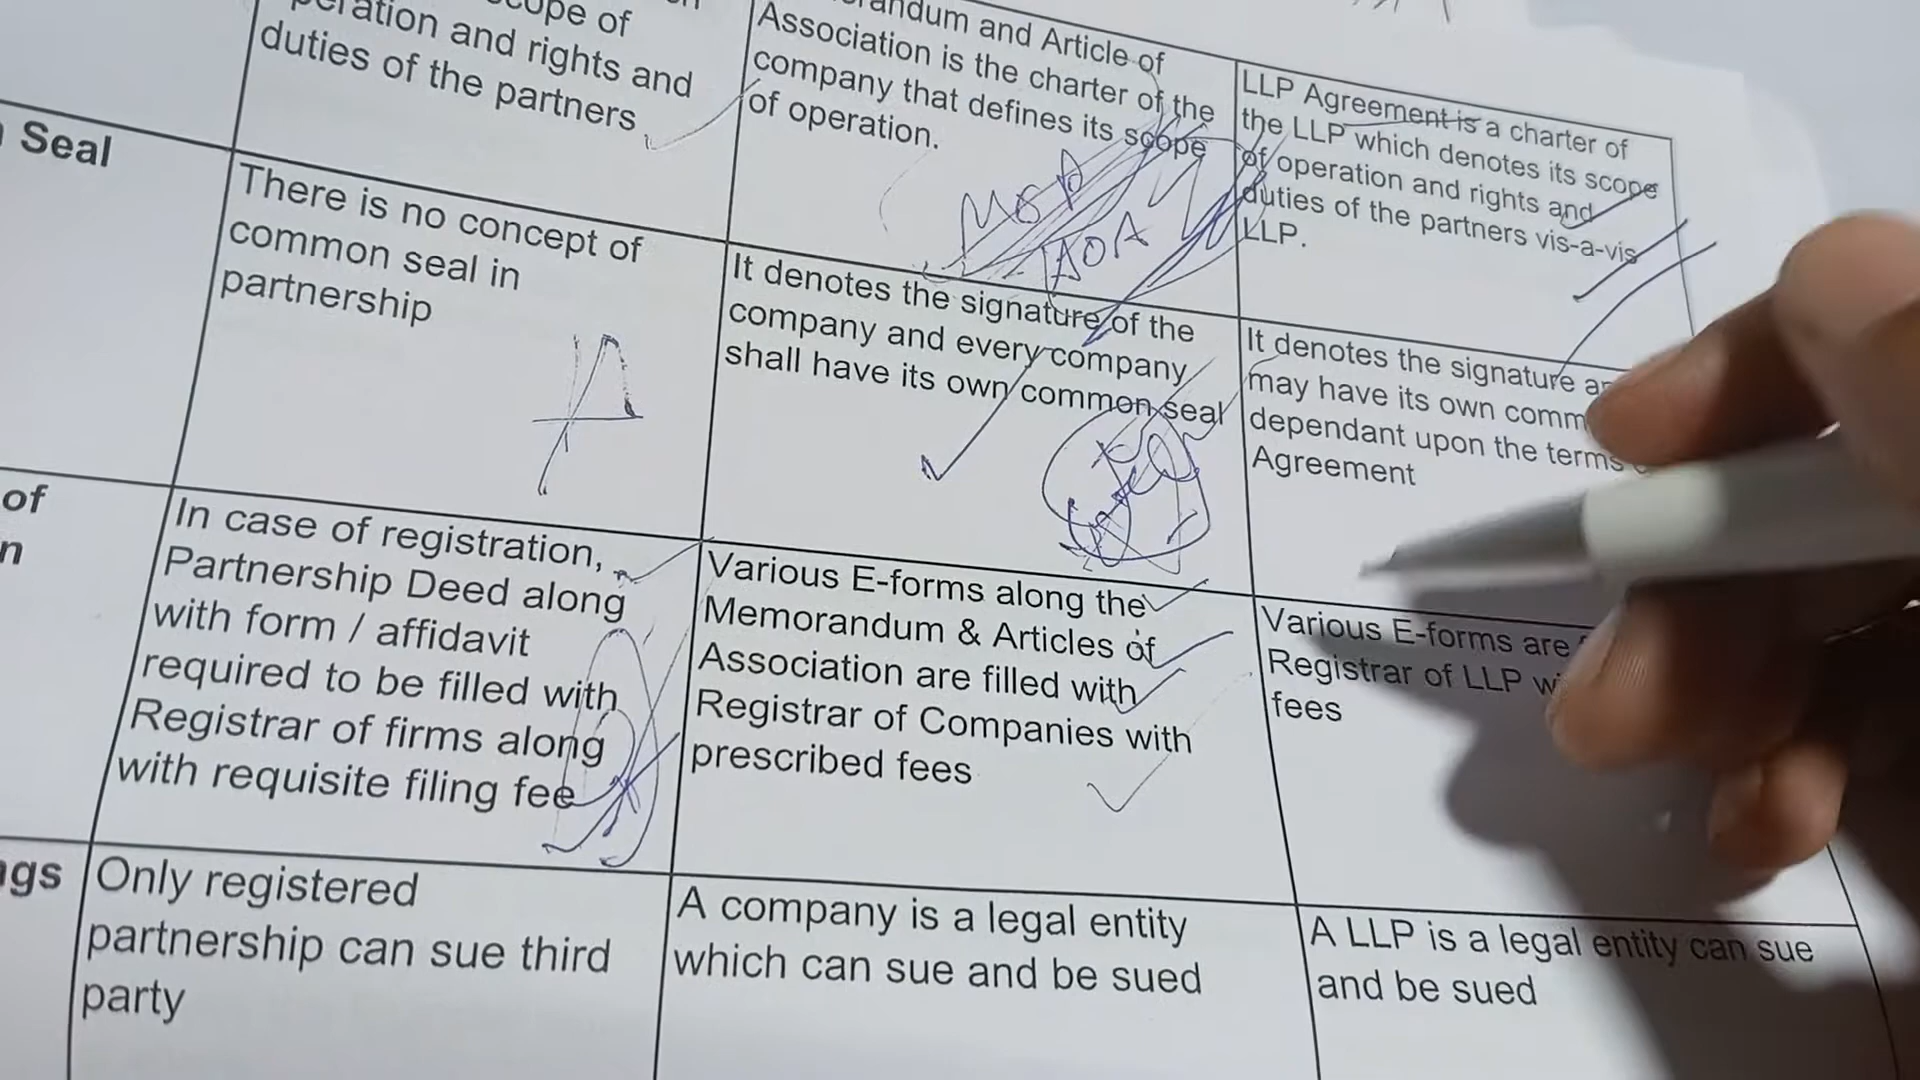 scope of
duties of the partners
and rights and
Association is the charter of the
company that defines its scope
of operation.
and Article of
LLP Agreement is a charter of
the LLP which denotes its scope
of operation and rights and
duties of the partners vis-a-vis
LLP.
MOA
AOA
Seal
There is no concept of
common seal in
partnership
It denotes the signature of the
company and every company
shall have its own common seal
It denotes the signature
may have its own
dependant upon the terms
Agreement
of
In case of registration,
Partnership Deed along
with form / affidavit
required to be filled with
Registrar of firms along
with requisite filing fee
Various E-forms along the
Memorandum & Articles of
Association are filled with
Registrar of Companies with
prescribed fees
Various E-forms are
Registrar of LLP
fees
Only registered
partnership can sue third
party
A company is a legal entity
which can sue and be sued
A LLP is a legal entity can sue
and be sued